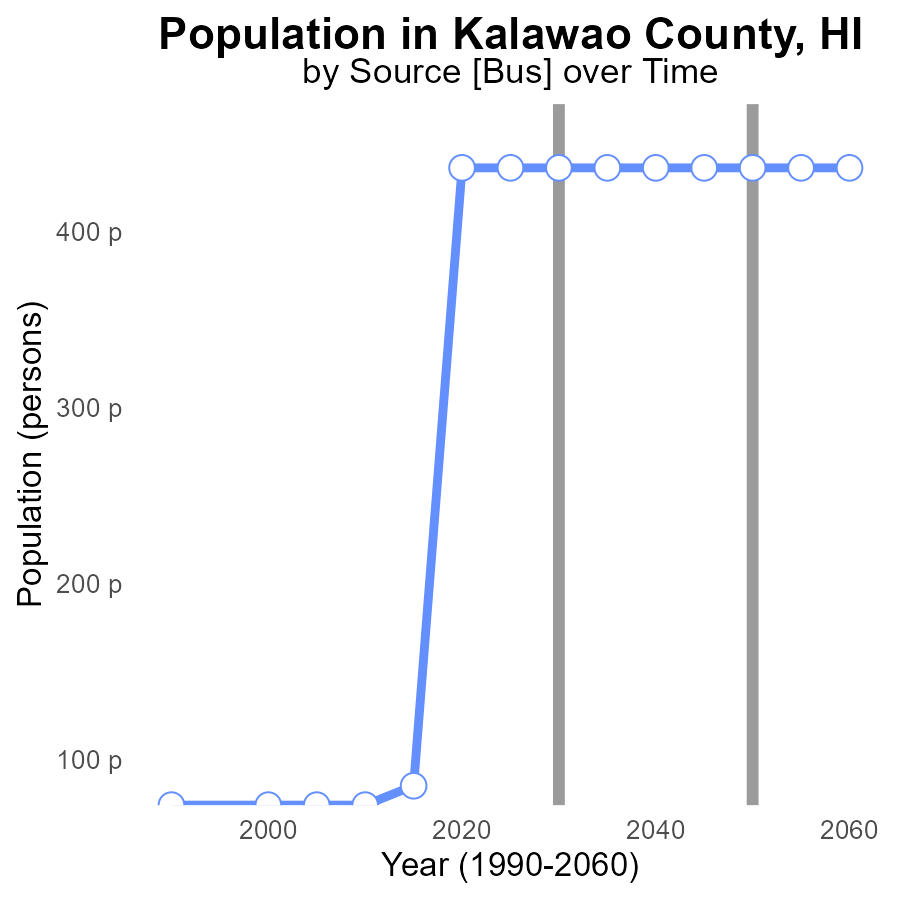 Population in Kalawao County, HI
by Source [Bus] over Time
Population (persons)
400 p
300 p
200 p
100 p
2000 2020 2040 2060
Year (1990-2060)